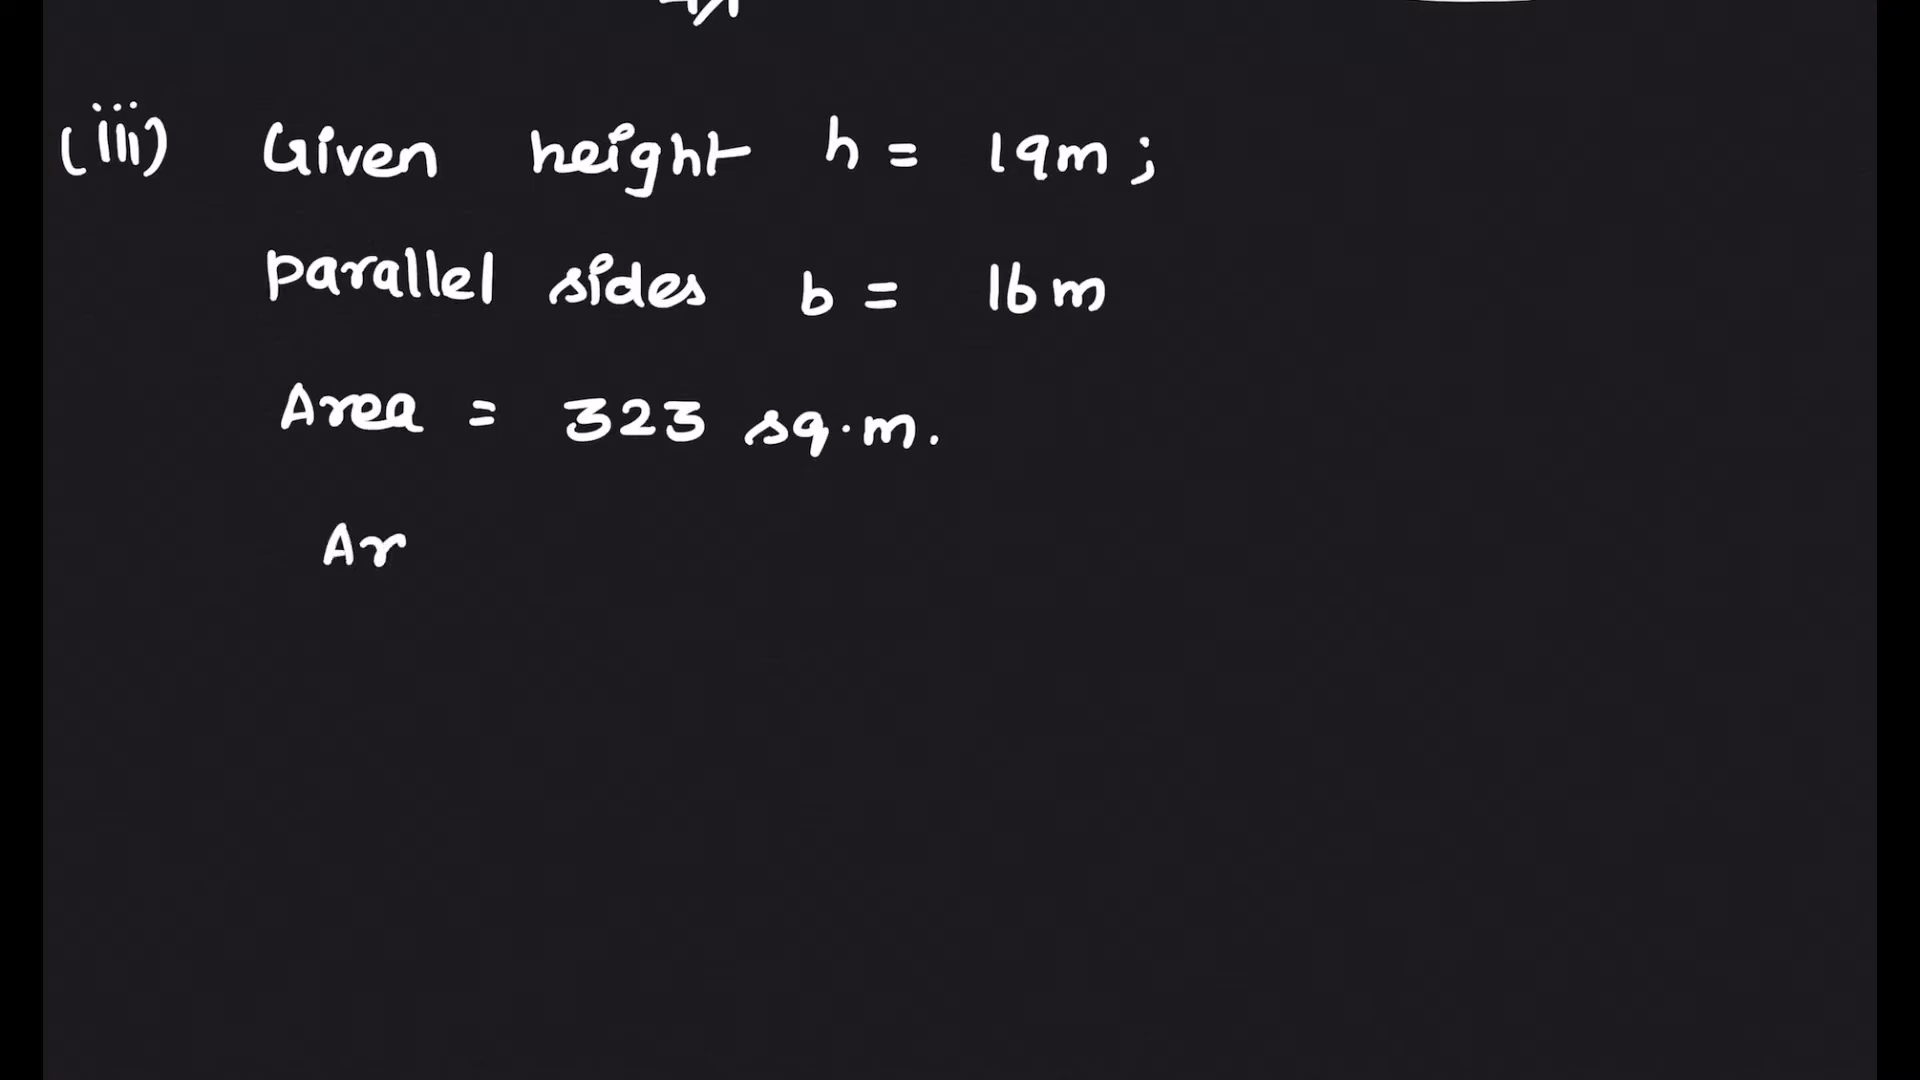 (iii) Given height h = 19m ;
parallel sides b = 16m
Area = 323 sq.m.
Ar